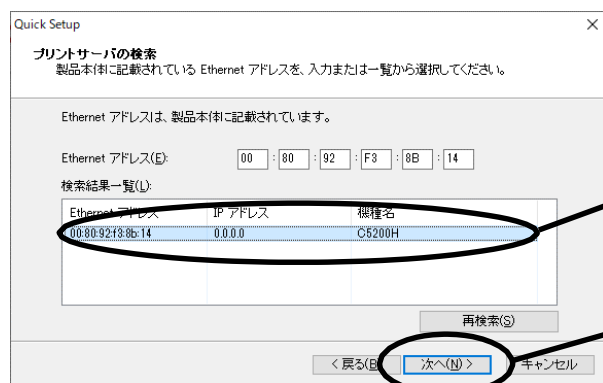 Quick Setup
プリントサーバの検索
製品本体に記載されている Ethernet アドレスを、入力または一覧から選択してください。
Ethernet アドレスは、製品本体に記載されています。
Ethernet アドレス(E): 00 : 80 : 92 : F3 : 8B : 14
検索結果一覧(L):
Ethernet アドレス IP アドレス 機種名
00:80:92:f3:8b:14 0.0.0.0 C5200H
再検索(S)
< 戻る(B 次へ(N) > キャンセル